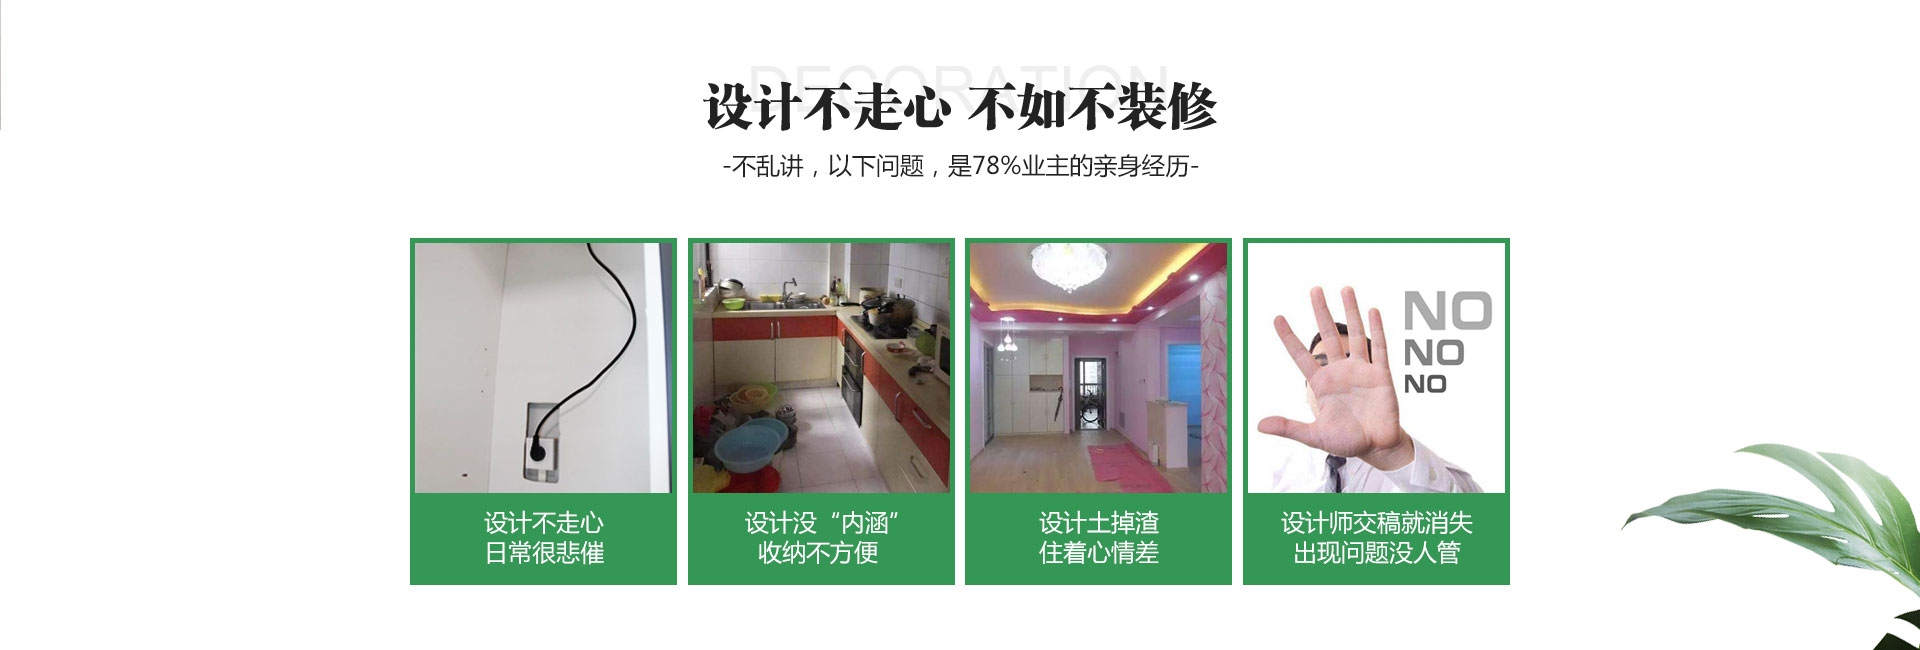 DECORATION
设计不走心 不如不装修
-不乱讲，以下问题，是78%业主的亲身经历-
设计不走心
日常很悲催
设计没“内涵”
收纳不方便
设计土掉渣
住着心情差
NO
NO
NO
设计师交稿就消失
出现问题没人管